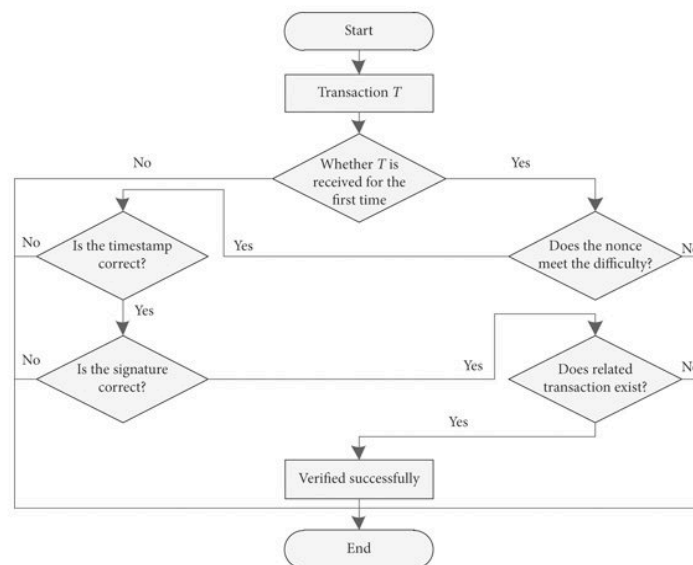 Start
Transaction T
No
Whether T is
received for the
first time
Yes
No
Is the timestamp
correct?
Yes
Does the nonce
meet the difficulty?
No
Yes
No
Is the signature
correct?
Yes
Does related
transaction exist?
No
Yes
Verified successfully
End